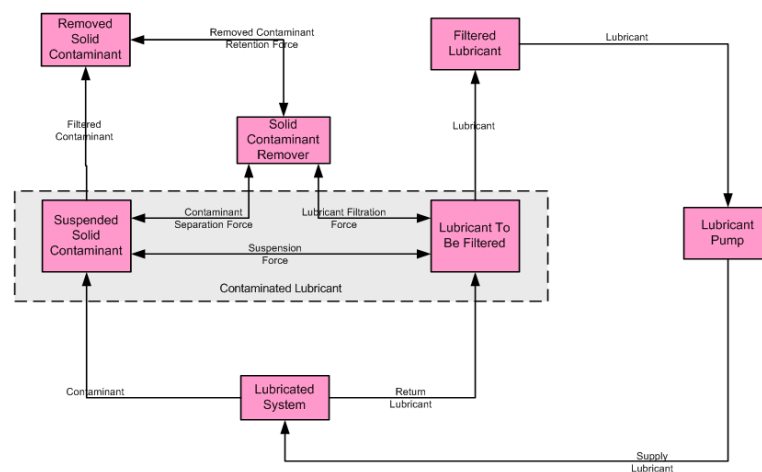 Removed
Solid
Contaminant
Removed Contaminant
Retention Force
Filtered
Lubricant
Lubricant
Filtered
Contaminant
Solid
Contaminant
Remover
Lubricant
Suspended
Solid
Contaminant
Contaminant
Separation Force
Lubricant Filtration
Force
Lubricant To
Be Filtered
Lubricant
Pump
Suspension
Force
Contaminated Lubricant
Contaminant
Lubricated
System
Return
Lubricant
Supply
Lubricant